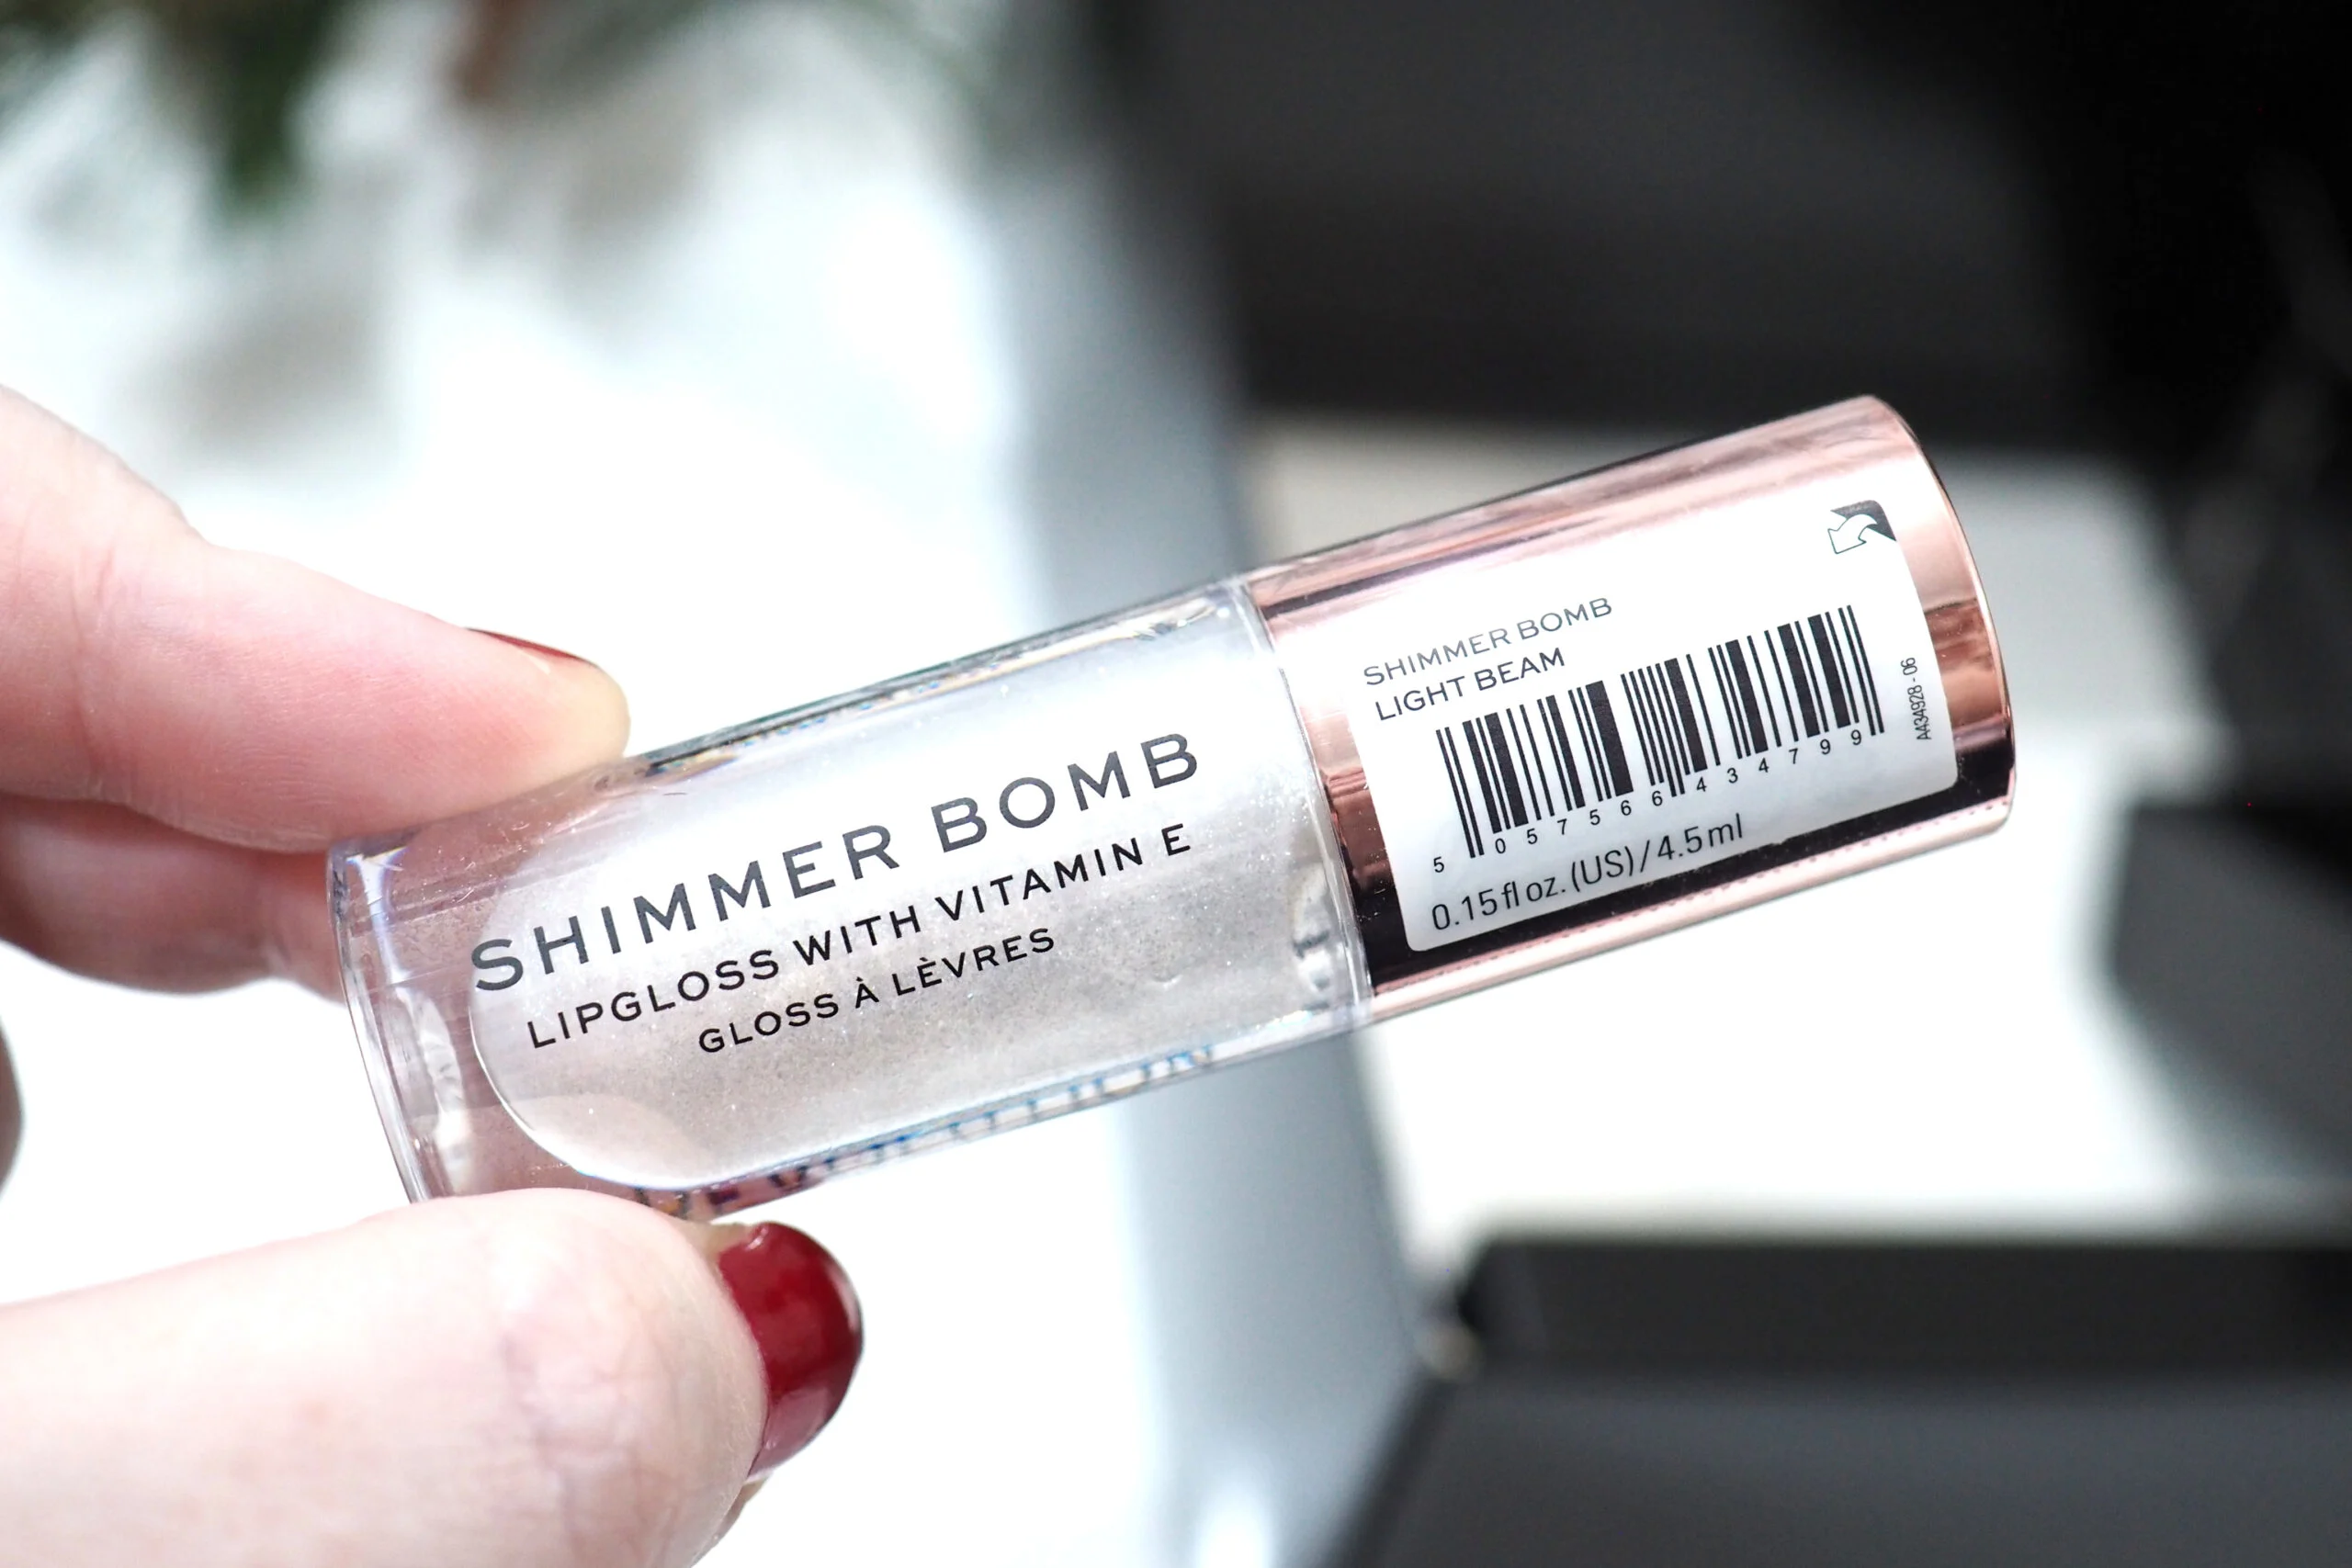 SHIMMER BOMB
LIPGLOSS WITH VITAMIN E
GLOSS À LÈVRES
SHIMMER BOMB
LIGHT BEAM
5 057566 434799
A434928 - 06
0.15 fl oz. (US) / 4.5ml